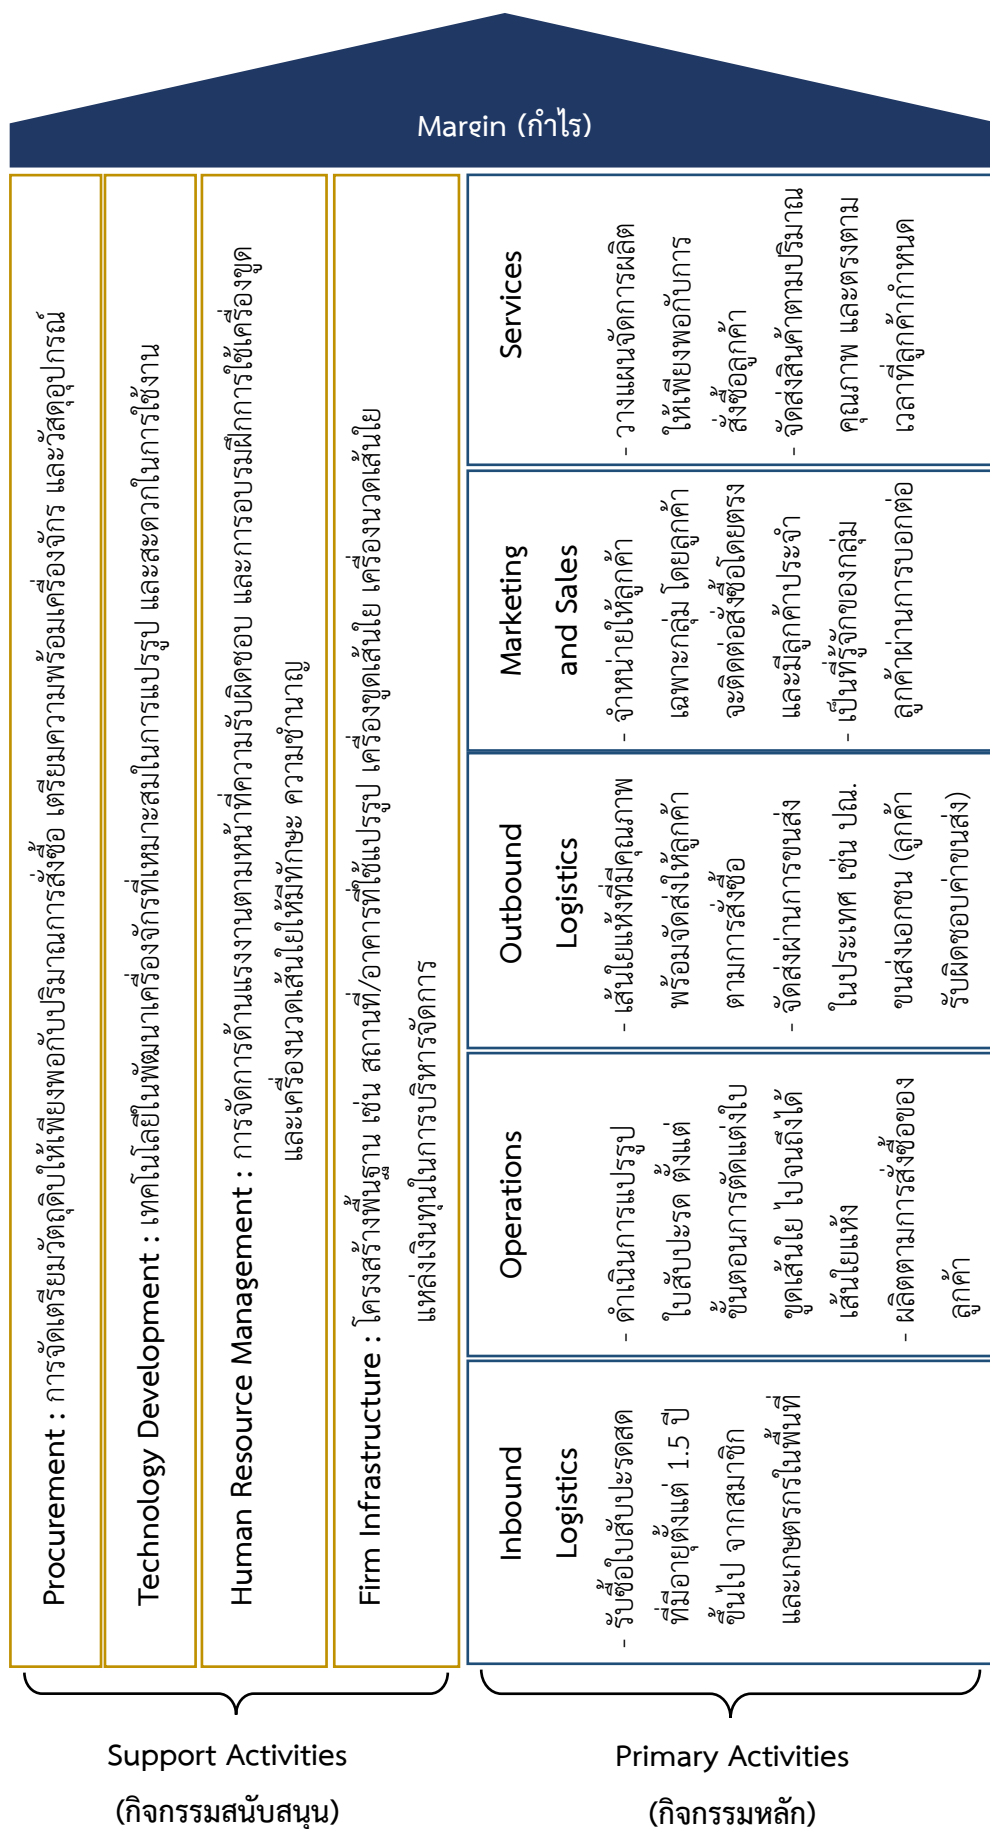 Margin (กำไร)
Procurement : การจัดเตรียมวัตถุดิบให้เพียงพอกับปริมาณการสั่งซื้อ เตรียมความพร้อมเครื่องจักร และวัสดุอุปกรณ์
Technology Development : เทคโนโลยีในพัฒนาเครื่องจักรที่เหมาะสมในการแปรรูป และสะดวกในการใช้งาน
Human Resource Management : การจัดการด้านแรงงานตามหน้าที่ความรับผิดชอบ และการอบรมฝึกการใช้เครื่องขูด
และเครื่องนวดเส้นใยให้มีทักษะ ความชำนาญ
Firm Infrastructure : โครงสร้างพื้นฐาน เช่น สถานที่/อาคารที่ใช้แปรรูป เครื่องขูดเส้นใย เครื่องนวดเส้นใย
แหล่งเงินทุนในการบริหารจัดการ
Inbound
Logistics
- รับซื้อใบสับปะรดสด
ที่มีอายุตั้งแต่ 1.5 ปี
ขึ้นไป จากสมาชิก
และเกษตรกรในพื้นที่
Operations
- ดำเนินการแปรรูป
ใบสับปะรด ตั้งแต่
ขั้นตอนการตัดแต่งใบ
ขูดเส้นใย ไปจนถึงได้
เส้นใยแห้ง
- ผลิตตามการสั่งซื้อของ
ลูกค้า
Outbound
Logistics
- เส้นใยแห้งที่มีคุณภาพ
พร้อมจัดส่งให้ลูกค้า
ตามการสั่งซื้อ
- จัดส่งผ่านการขนส่ง
ในประเทศ เช่น ปณ.
ขนส่งเอกชน (ลูกค้า
รับผิดชอบค่าขนส่ง)
Marketing
and Sales
- จำหน่ายให้ลูกค้า
เฉพาะกลุ่ม โดยลูกค้า
จะติดต่อสั่งซื้อโดยตรง
และมีลูกค้าประจำ
- เป็นที่รู้จักของกลุ่ม
ลูกค้าผ่านการบอกต่อ
Services
- วางแผนจัดการผลิต
ให้เพียงพอกับการ
สั่งซื้อลูกค้า
- จัดส่งสินค้าตามปริมาณ
คุณภาพ และตรงตาม
เวลาที่ลูกค้ากำหนด
Support Activities
(กิจกรรมสนับสนุน)
Primary Activities
(กิจกรรมหลัก)